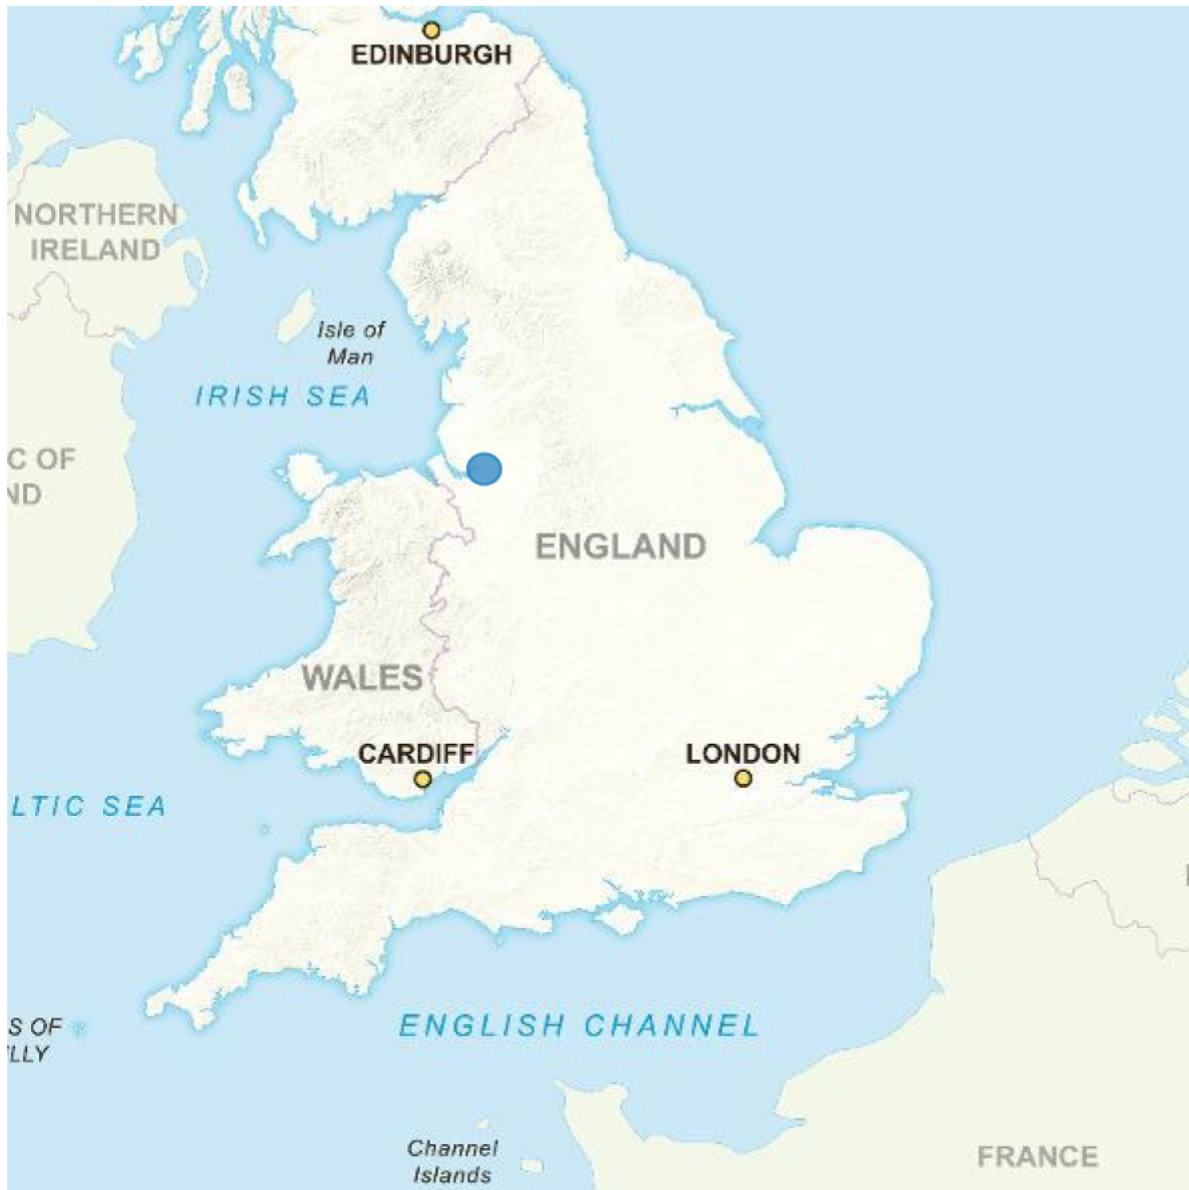 EDINBURGH
NORTHERN
IRELAND
Isle of
Man
IRISH SEA
C OF
ND
ENGLAND
WALES
CARDIFF
LONDON
LTIC SEA
S OF
LLY
ENGLISH CHANNEL
Channel
Islands
FRANCE